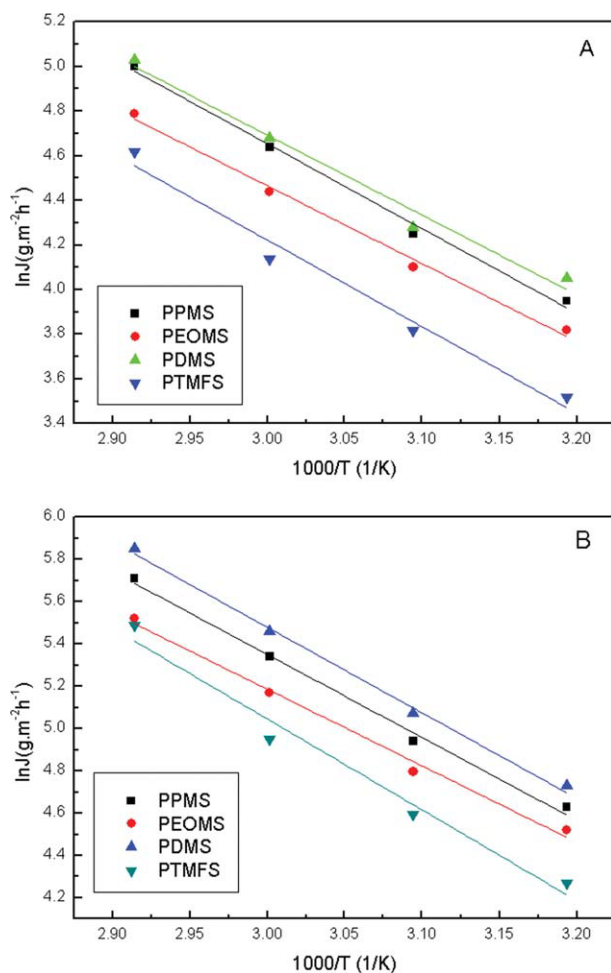 A
5.2
5.0
4.8
4.6
4.4
4.2
4.0
3.8
3.6
3.4
lnJ(g.m⁻²h⁻¹)
PPMS
PEOMS
PDMS
PTMFS
2.90 2.95 3.00 3.05 3.10 3.15 3.20
1000/T (1/K)
B
6.0
5.8
5.6
5.4
5.2
5.0
4.8
4.6
4.4
4.2
lnJ(g.m⁻²h⁻¹)
PPMS
PEOMS
PDMS
PTMFS
2.90 2.95 3.00 3.05 3.10 3.15 3.20
1000/T (1/K)